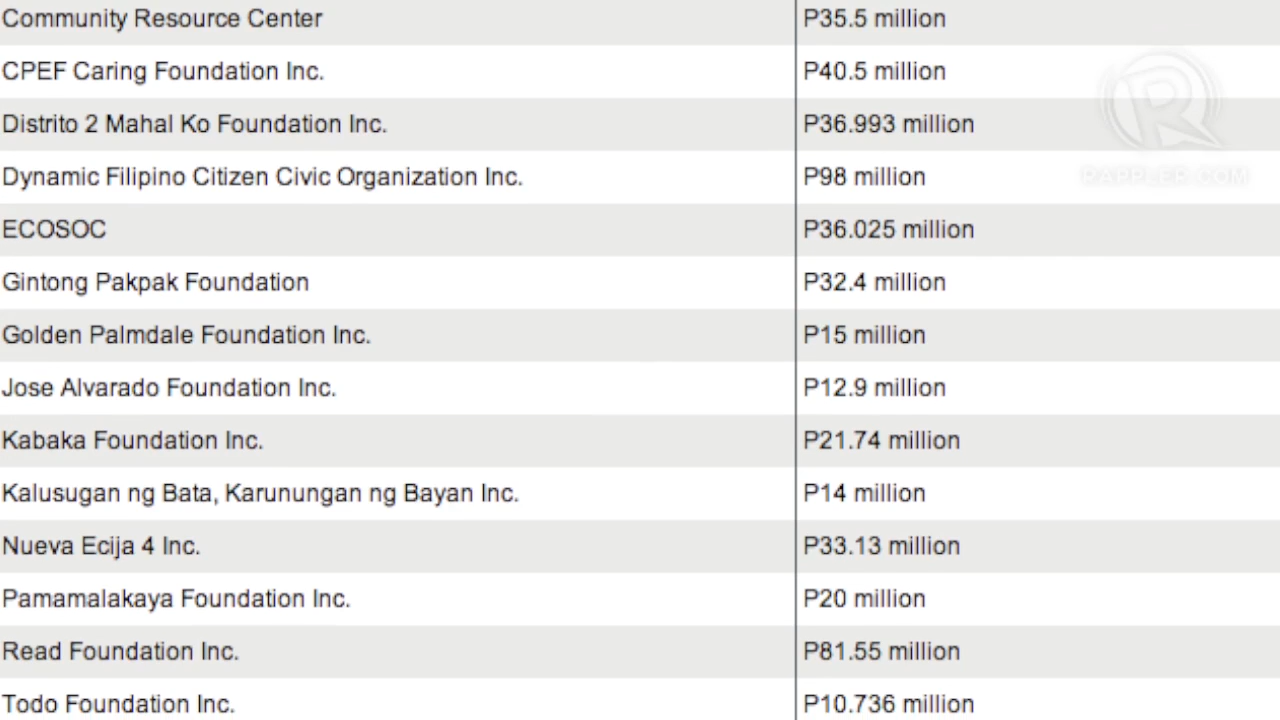 Community Resource Center P35.5 million
CPEF Caring Foundation Inc. P40.5 million
Distrito 2 Mahal Ko Foundation Inc. P36.993 million
Dynamic Filipino Citizen Civic Organization Inc. P98 million
ECOSOC P36.025 million
Gintong Pakpak Foundation P32.4 million
Golden Palmdale Foundation Inc. P15 million
Jose Alvarado Foundation Inc. P12.9 million
Kabaka Foundation Inc. P21.74 million
Kalusugan ng Bata, Karunungan ng Bayan Inc. P14 million
Nueva Ecija 4 Inc. P33.13 million
Pamamalakaya Foundation Inc. P20 million
Read Foundation Inc. P81.55 million
Todo Foundation Inc. P10.736 million
R
RAPPLER.COM